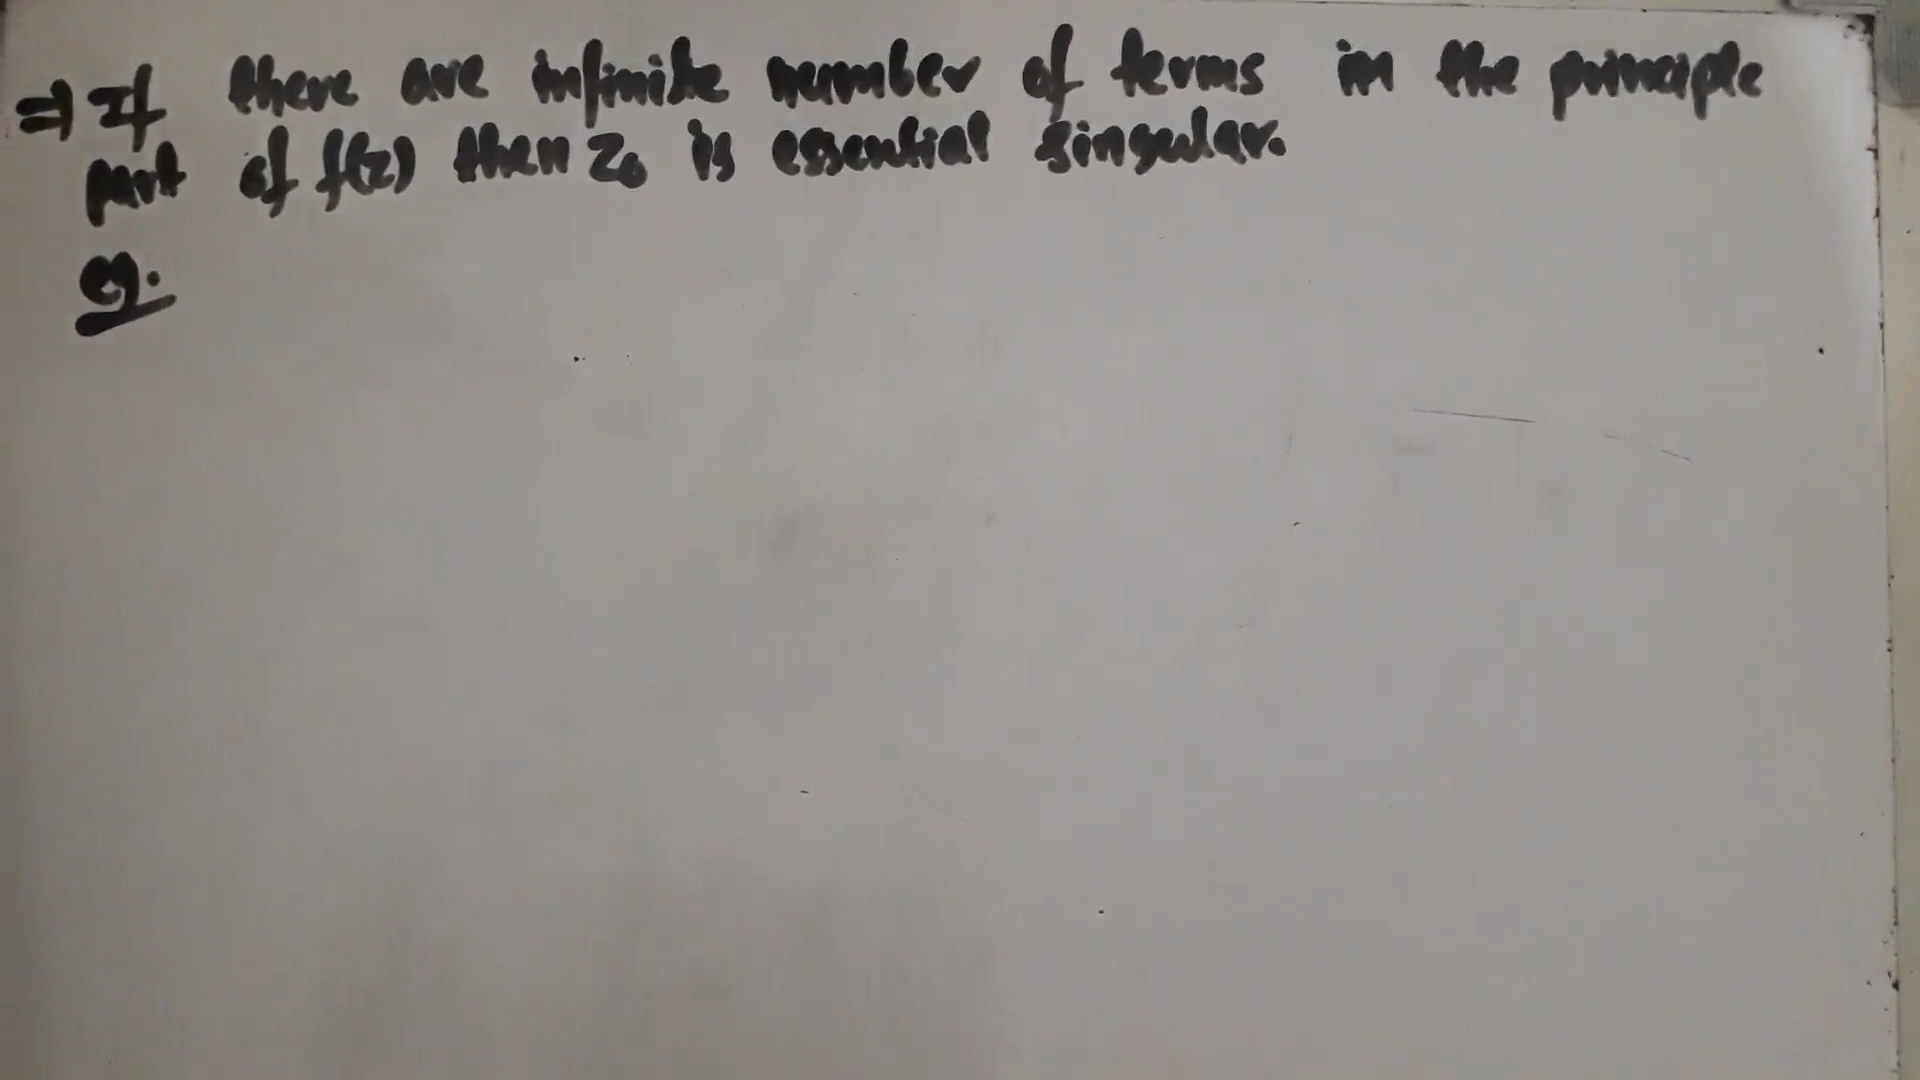 ⇒ If there are infinite number of terms in the principle
part of f(z) then z₀ is essential singular.
eg.